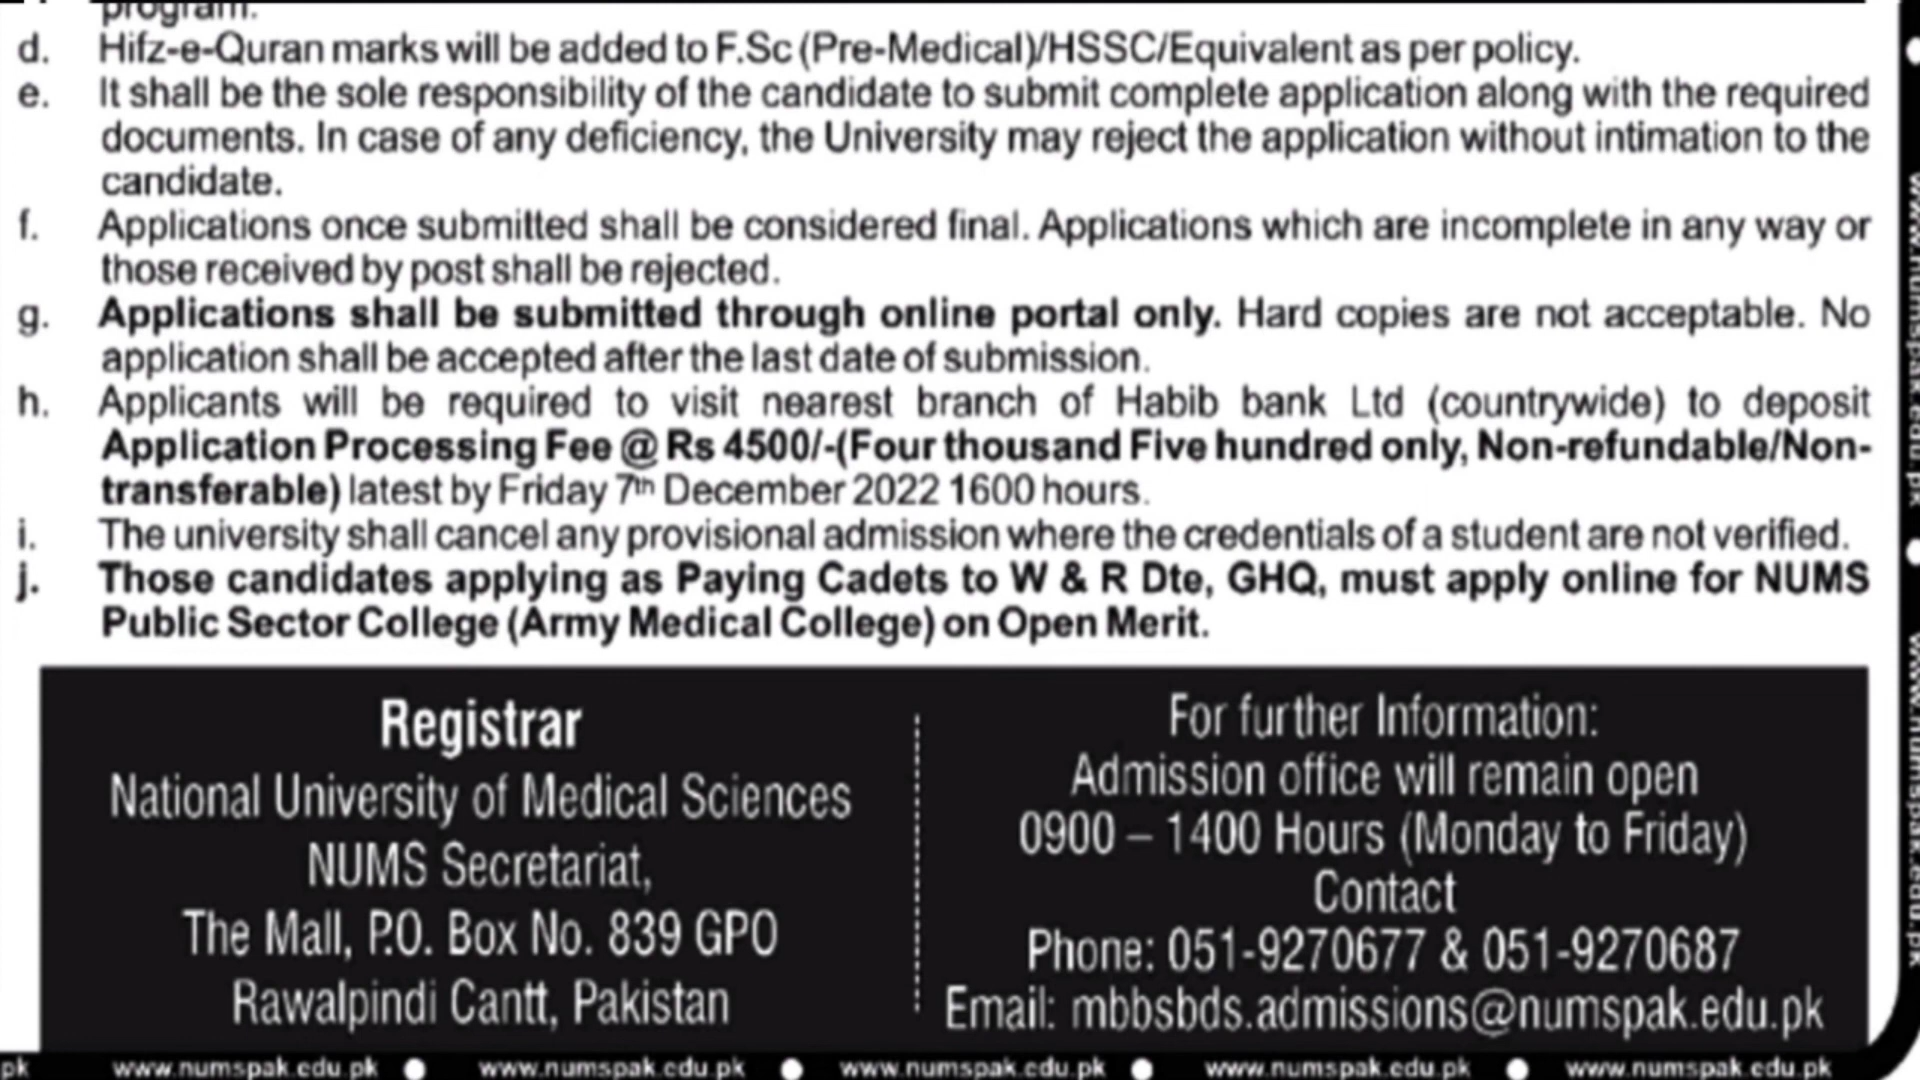 program.
d. Hifz-e-Quran marks will be added to F.Sc (Pre-Medical)/HSSC/Equivalent as per policy.
e. It shall be the sole responsibility of the candidate to submit complete application along with the required
documents. In case of any deficiency, the University may reject the application without intimation to the
candidate.
f. Applications once submitted shall be considered final. Applications which are incomplete in any way or
those received by post shall be rejected.
g. Applications shall be submitted through online portal only. Hard copies are not acceptable. No
application shall be accepted after the last date of submission.
h. Applicants will be required to visit nearest branch of Habib bank Ltd (countrywide) to deposit
Application Processing Fee @ Rs 4500/-(Four thousand Five hundred only, Non-refundable/Non-
transferable) latest by Friday 7th December 2022 1600 hours.
i. The university shall cancel any provisional admission where the credentials of a student are not verified.
j. Those candidates applying as Paying Cadets to W & R Dte, GHQ, must apply online for NUMS
Public Sector College (Army Medical College) on Open Merit.
Registrar
National University of Medical Sciences
NUMS Secretariat,
The Mall, P.O. Box No. 839 GPO
Rawalpindi Cantt, Pakistan
For further Information:
Admission office will remain open
0900 – 1400 Hours (Monday to Friday)
Contact
Phone: 051-9270677 & 051-9270687
Email: mbbsbds.admissions@numspak.edu.pk
pk www.numspak.edu.pk ● www.numspak.edu.pk ● www.numspak.edu.pk ● www.numspak.edu.pk ● www.numspak.edu.pk
www.numspak.edu.pk ● www.numspak.edu.pk